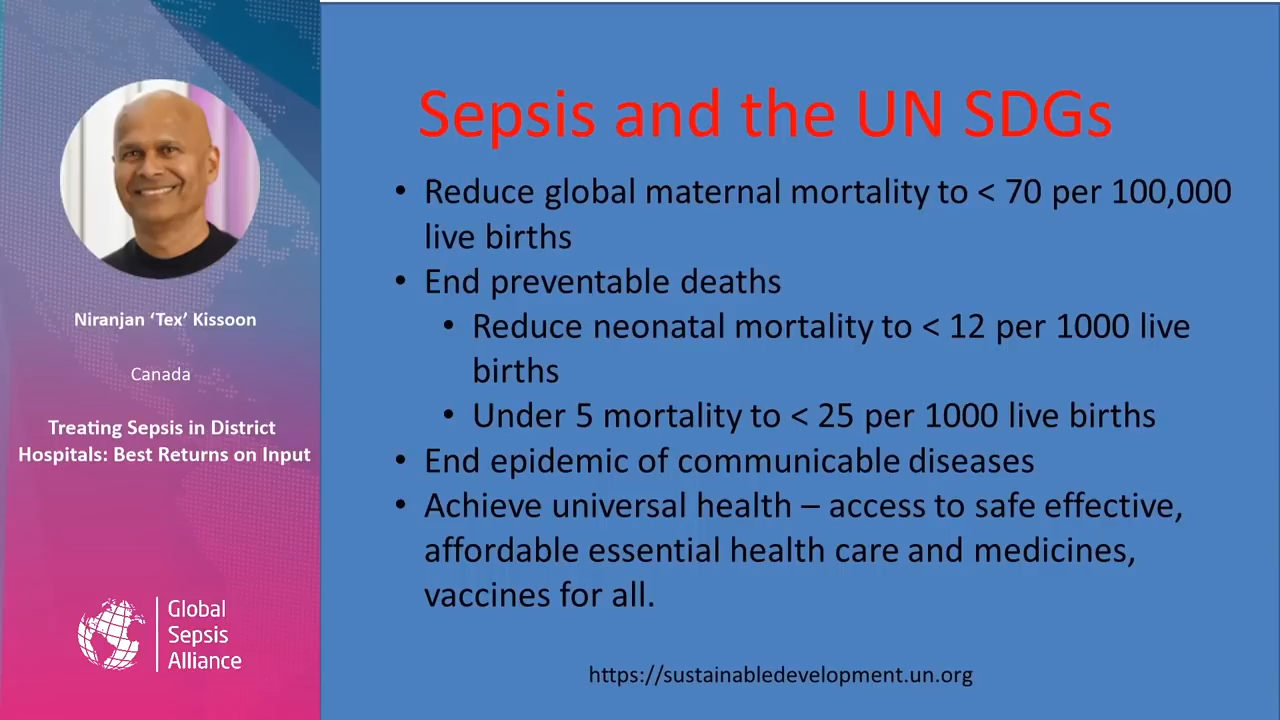 Niranjan ‘Tex’ Kissoon
Canada
Treating Sepsis in District
Hospitals: Best Returns on Input
Global
Sepsis
Alliance
Sepsis and the UN SDGs
• Reduce global maternal mortality to < 70 per 100,000
live births
• End preventable deaths
• Reduce neonatal mortality to < 12 per 1000 live
births
• Under 5 mortality to < 25 per 1000 live births
• End epidemic of communicable diseases
• Achieve universal health – access to safe effective,
affordable essential health care and medicines,
vaccines for all.
https://sustainabledevelopment.un.org